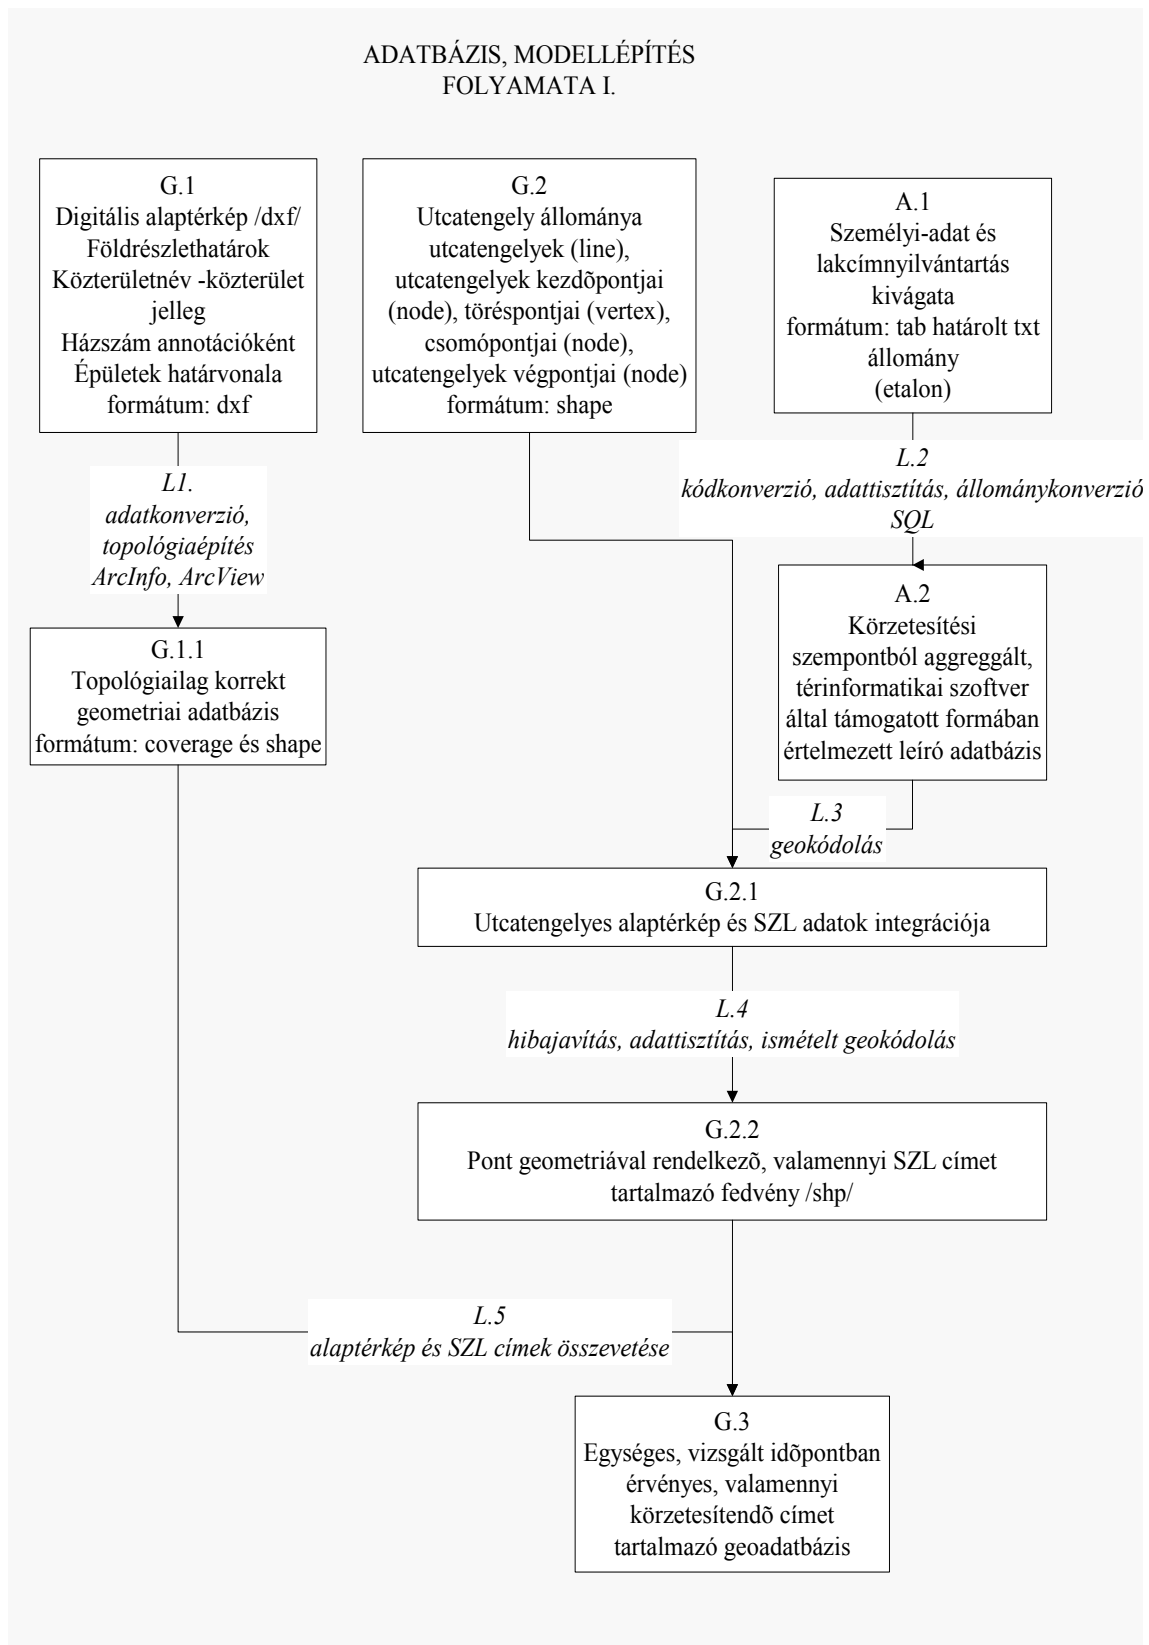 ADATBÁZIS, MODELLÉPÍTÉS
FOLYAMATA I.
G.1
Digitális alaptérkép /dxf/
Földrészlethatárok
Közterületnév -közterület
jelleg
Házszám annotációként
Épületek határvonala
formátum: dxf
G.2
Utcatengely állománya
utcatengelyek (line),
utcatengelyek kezdõpontjai
(node), töréspontjai (vertex),
csomópontjai (node),
utcatengelyek végpontjai (node)
formátum: shape
A.1
Személyi-adat és
lakcímnyilvántartás
kivágata
formátum: tab határolt txt
állomány
(etalon)
L1.
adatkonverzió,
topológiaépítés
ArcInfo, ArcView
L.2
kódkonverzió, adattisztítás, állománykonverzió
SQL
G.1.1
Topológiailag korrekt
geometriai adatbázis
formátum: coverage és shape
A.2
Körzetesítési
szempontból aggreggált,
térinformatikai szoftver
által támogatott formában
értelmezett leíró adatbázis
L.3
geokódolás
G.2.1
Utcatengelyes alaptérkép és SZL adatok integrációja
L.4
hibajavítás, adattisztítás, ismételt geokódolás
G.2.2
Pont geometriával rendelkezõ, valamennyi SZL címet
tartalmazó fedvény /shp/
L.5
alaptérkép és SZL címek összevetése
G.3
Egységes, vizsgált idõpontban
érvényes, valamennyi
körzetesítendõ címet
tartalmazó geoadatbázis